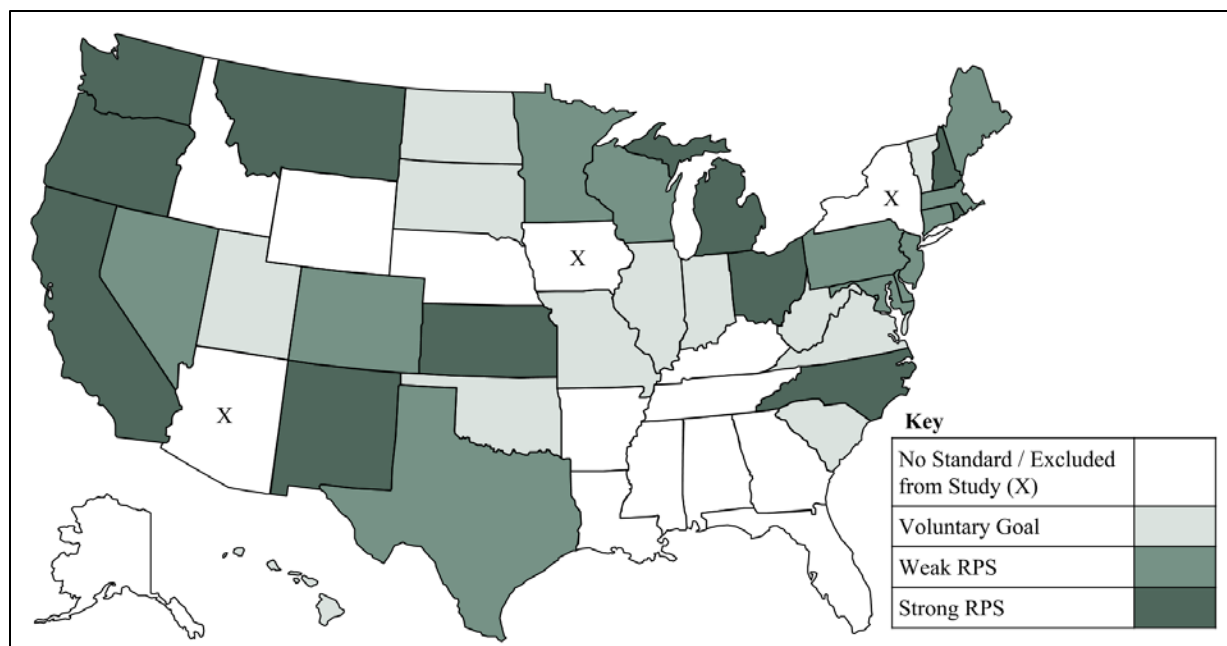 X
X
X
Key
No Standard / Excluded
from Study (X)
Voluntary Goal
Weak RPS
Strong RPS